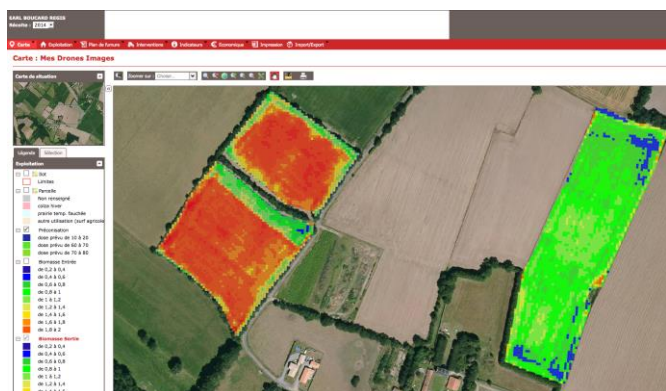 EARL BOUCARD REGIS
Récolte : 2014
Carte Exploitation Plan de fumure Interventions Indicateurs Economique Impression Import/Export
Carte : Mes Drones Images
Carte de situation
Zoomer sur : Choisir...
Légende Sélection
Exploitation
Ilot
Limites
Parcelle
Non renseigné
colza hiver
prairie temp. fauchée
autre utilisation (surf agricole
Préconisation
dose prévu de 10 à 20
dose prévu de 60 à 70
dose prévu de 70 à 80
Biomasse Entrée
de 0,2 à 0,4
de 0,4 à 0,6
de 0,6 à 0,8
de 0,8 à 1
de 1 à 1,2
de 1,2 à 1,4
de 1,4 à 1,6
de 1,6 à 1,8
de 1,8 à 2
Biomasse Sortie
de 0,2 à 0,4
de 0,4 à 0,6
de 0,6 à 0,8
de 0,8 à 1
de 1 à 1,2
de 1,2 à 1,4